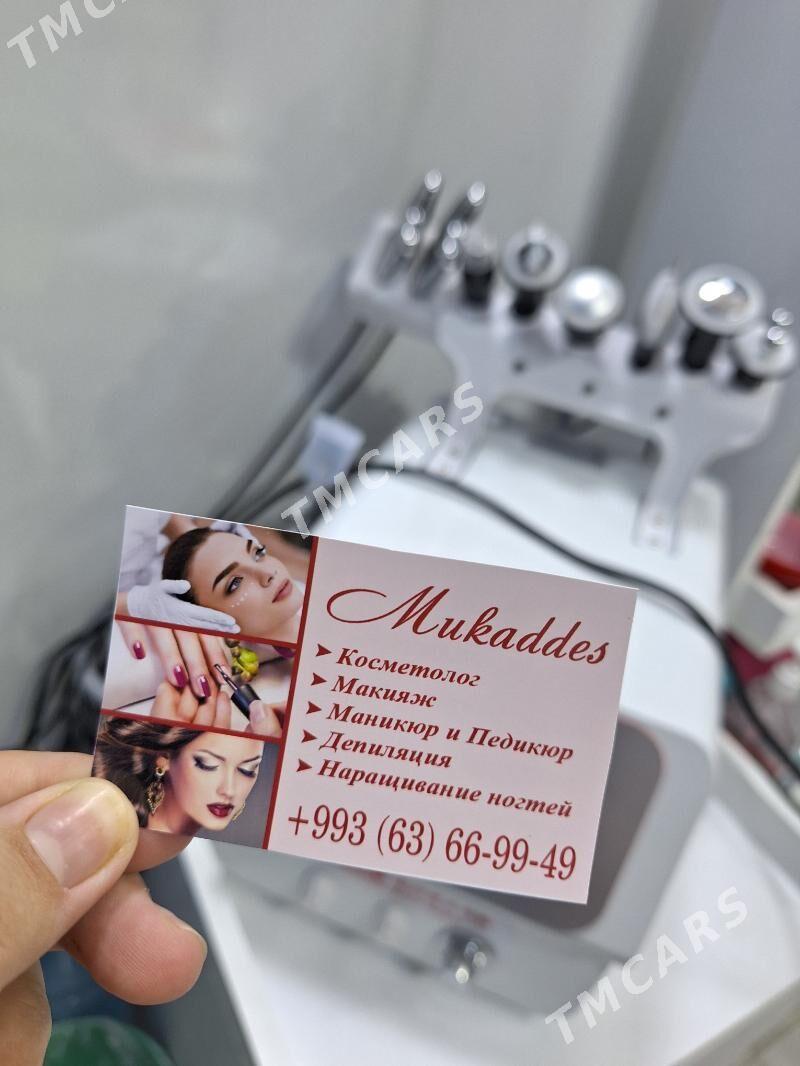 TMCARS
TMCARS
Mukaddes
➤ Косметолог
➤ Макияж
➤ Маникюр и Педикюр
➤ Депиляция
➤ Наращивание ногтей
+993 (63) 66-99-49
TMCARS